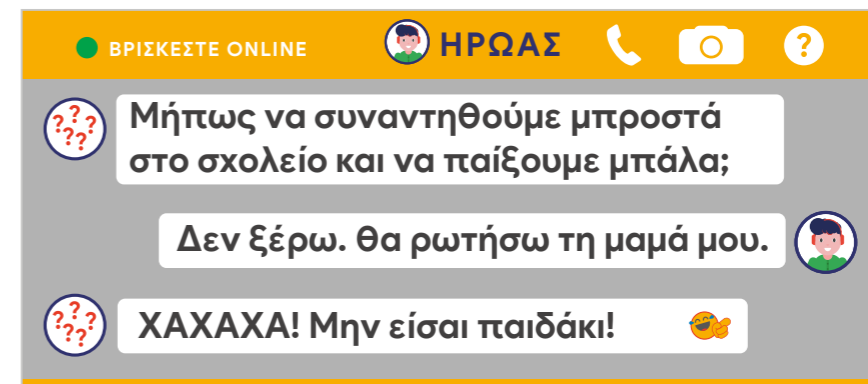 ΒΡΙΣΚΕΣΤΕ ONLINE
ΗΡΩΑΣ
?
???
???
Μήπως να συναντηθούμε μπροστά
στο σχολείο και να παίξουμε μπάλα;
Δεν ξέρω. θα ρωτήσω τη μαμά μου.
???
???
ΧΑΧΑΧΑ! Μην είσαι παιδάκι!